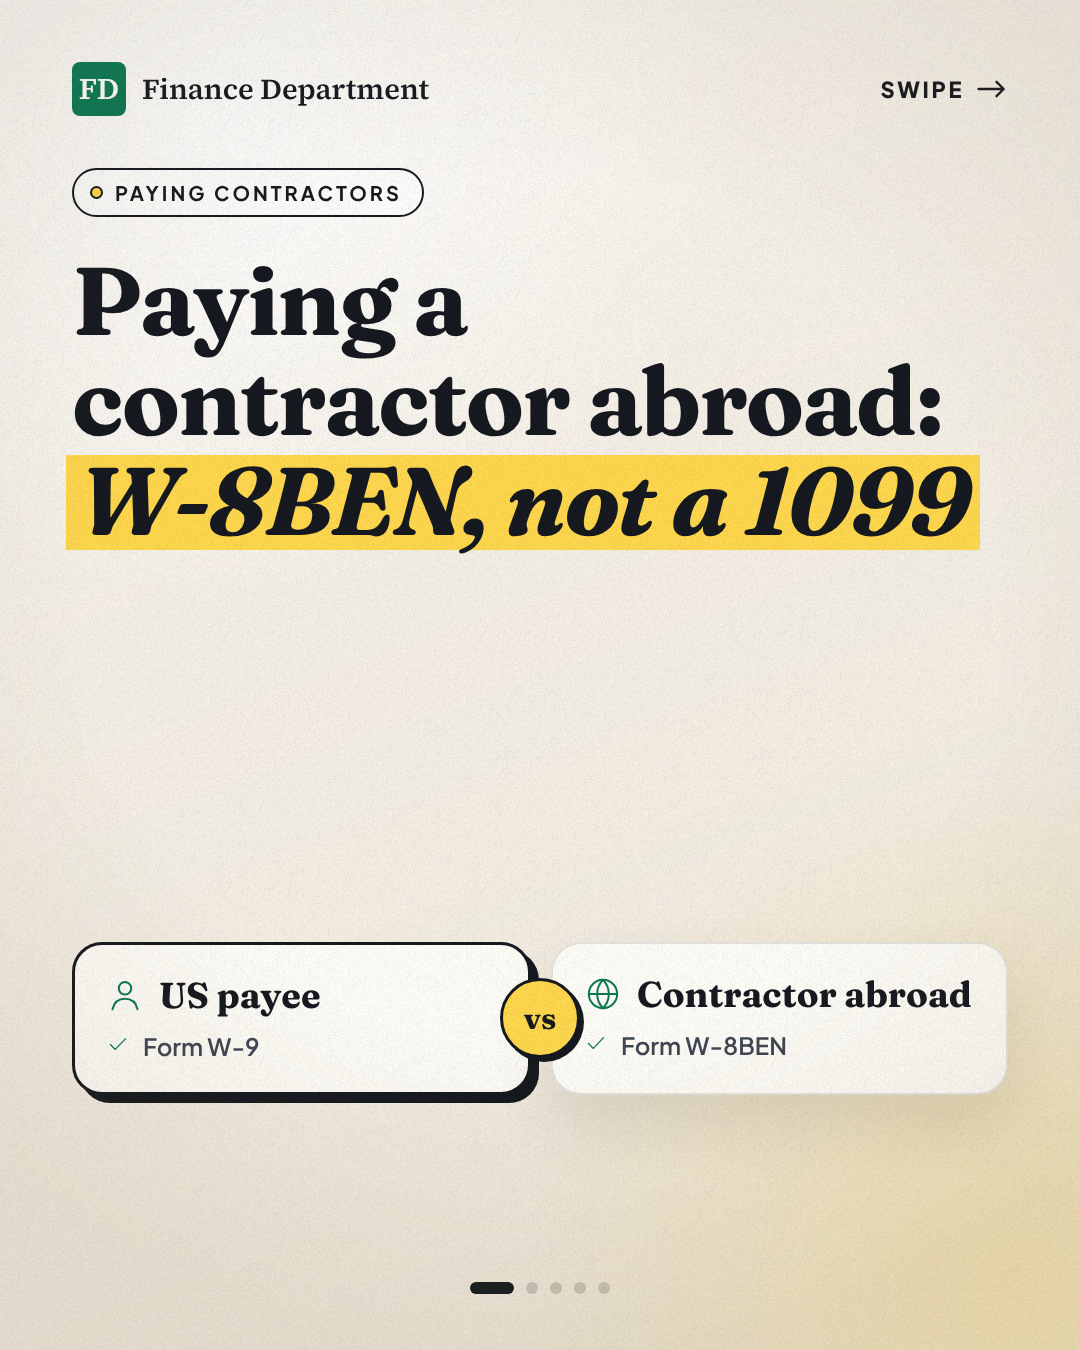 FD Finance Department
SWIPE →
PAYING CONTRACTORS
Paying a
contractor abroad:
W-8BEN, not a 1099
US payee
Form W-9
vs
Contractor abroad
Form W-8BEN